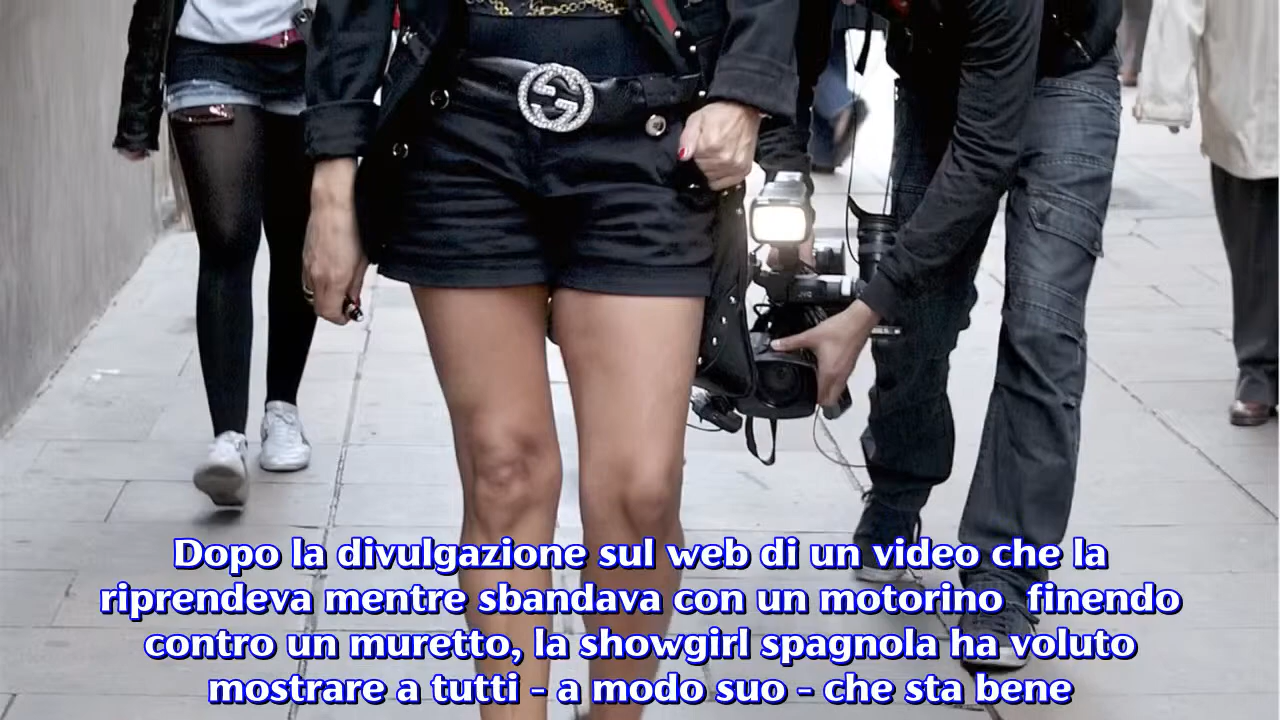 Dopo la divulgazione sul web di un video che la
riprendeva mentre sbandava con un motorino  finendo
contro un muretto, la showgirl spagnola ha voluto
mostrare a tutti - a modo suo - che sta bene